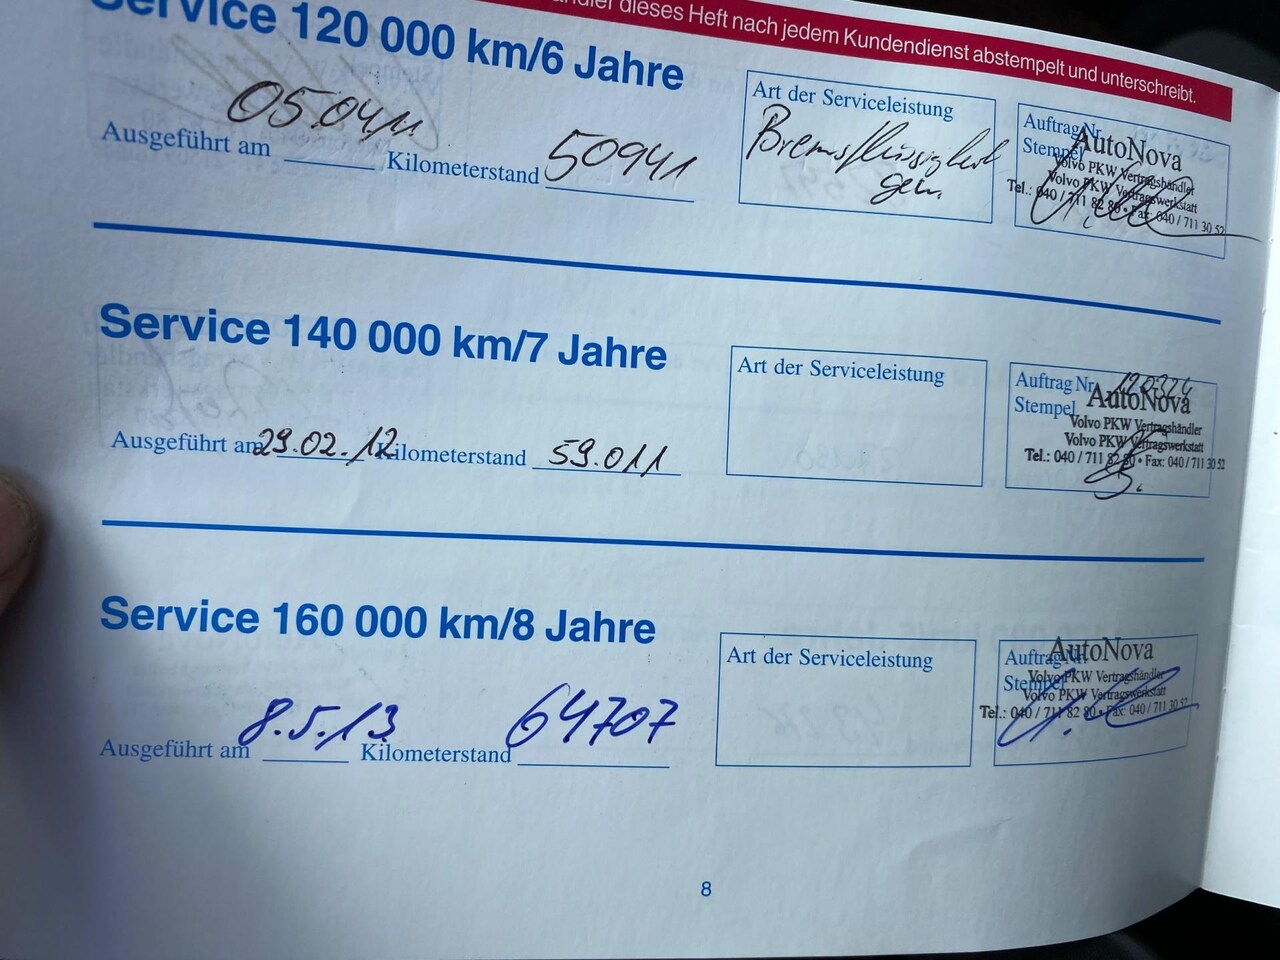 ndler dieses Heft nach jedem Kundendienst abstempelt und unterschreibt.
Service 120 000 km/6 Jahre
Ausgeführt am 05.04.11 Kilometerstand 50941
Art der Serviceleistung
Bremsflüssigkeit
gew.
Auftrag Nr.
Stempel
AutoNova
Volvo PKW Vertragshändler
Volvo PKW Vertragswerkstatt
Tel.: 040 / 711 82 80 • Fax: 040 / 711 30 52
Service 140 000 km/7 Jahre
Ausgeführt am 29.02.12 Kilometerstand 59.011
Art der Serviceleistung
Auftrag Nr.
Stempel
AutoNova
Volvo PKW Vertragshändler
Volvo PKW Vertragswerkstatt
Tel.: 040 / 711 82 80 • Fax: 040 / 711 30 52
Service 160 000 km/8 Jahre
Ausgeführt am 8.5.13 Kilometerstand 64707
Art der Serviceleistung
Auftrag Nr.
Stempel
AutoNova
Volvo PKW Vertragshändler
Volvo PKW Vertragswerkstatt
Tel.: 040 / 711 82 80 • Fax: 040 / 711 30 52
8